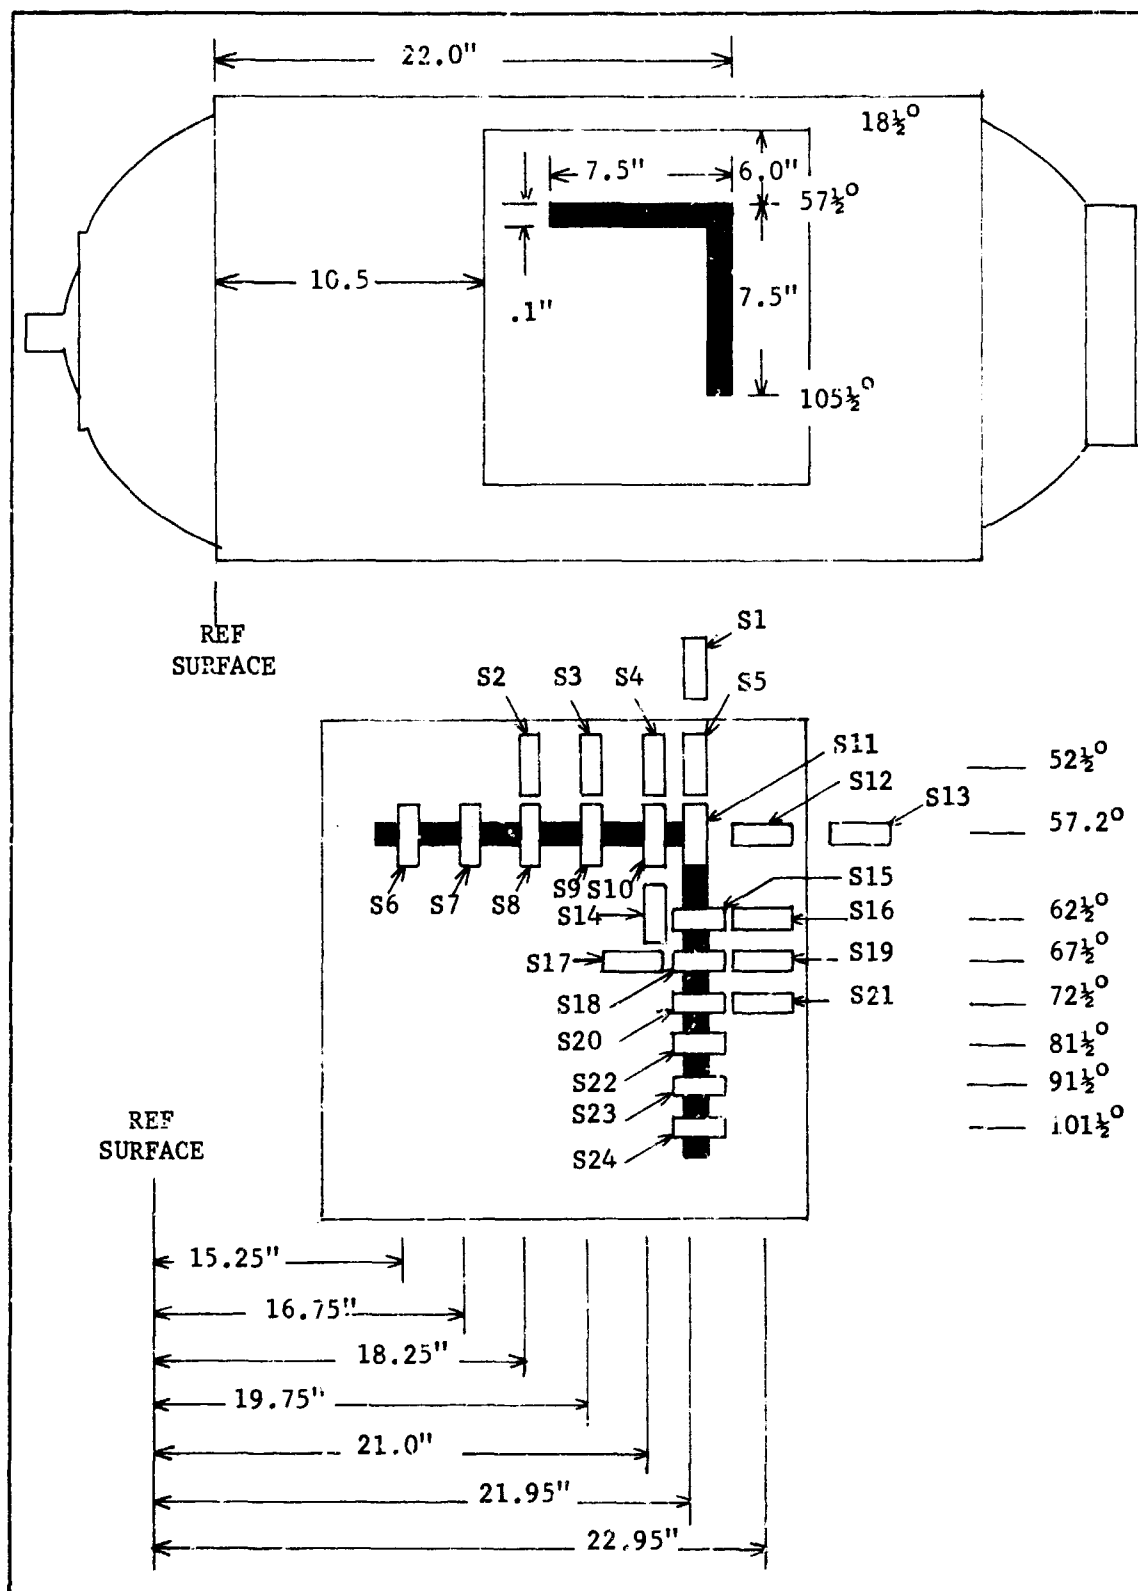 22.0"
18½°
7.5"
6.0"
57½°
10.5
.1"
7.5"
105½°
REF
SURFACE
S1
S2
S3
S4
S5
S11
S12
S13
52½°
57.2°
S6
S7
S8
S9
S10
S14
S15
S16
62½°
S17
S19
67½°
S18
S21
72½°
S20
81½°
S22
91½°
S23
101½°
S24
REF
SURFACE
15.25"
16.75"
18.25"
19.75"
21.0"
21.95"
22.95"